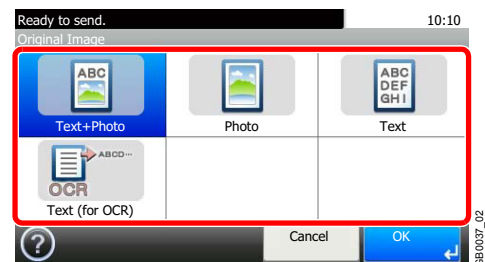 Ready to send. 10:10
Original Image
ABC
ABC
DEF
GHI
Text+Photo Photo Text
ABCD...
OCR
Text (for OCR)
?
Cancel OK
GB0037_02